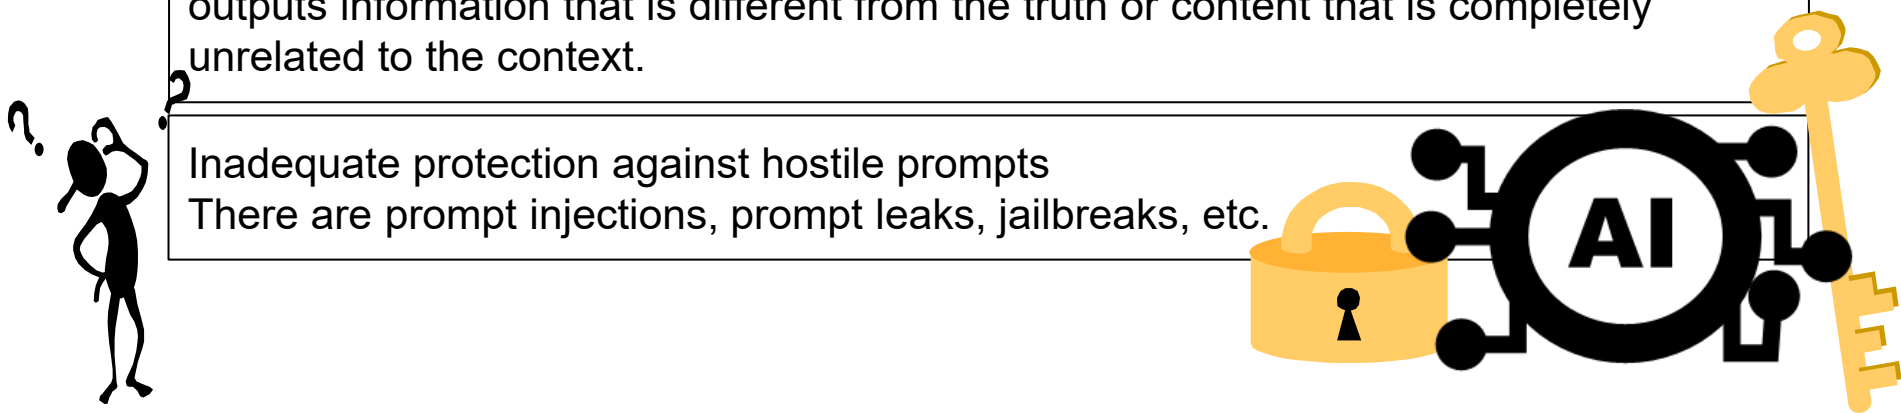 outputs information that is different from the truth or content that is completely
unrelated to the context.
Inadequate protection against hostile prompts
There are prompt injections, prompt leaks, jailbreaks, etc.
AI
? ?